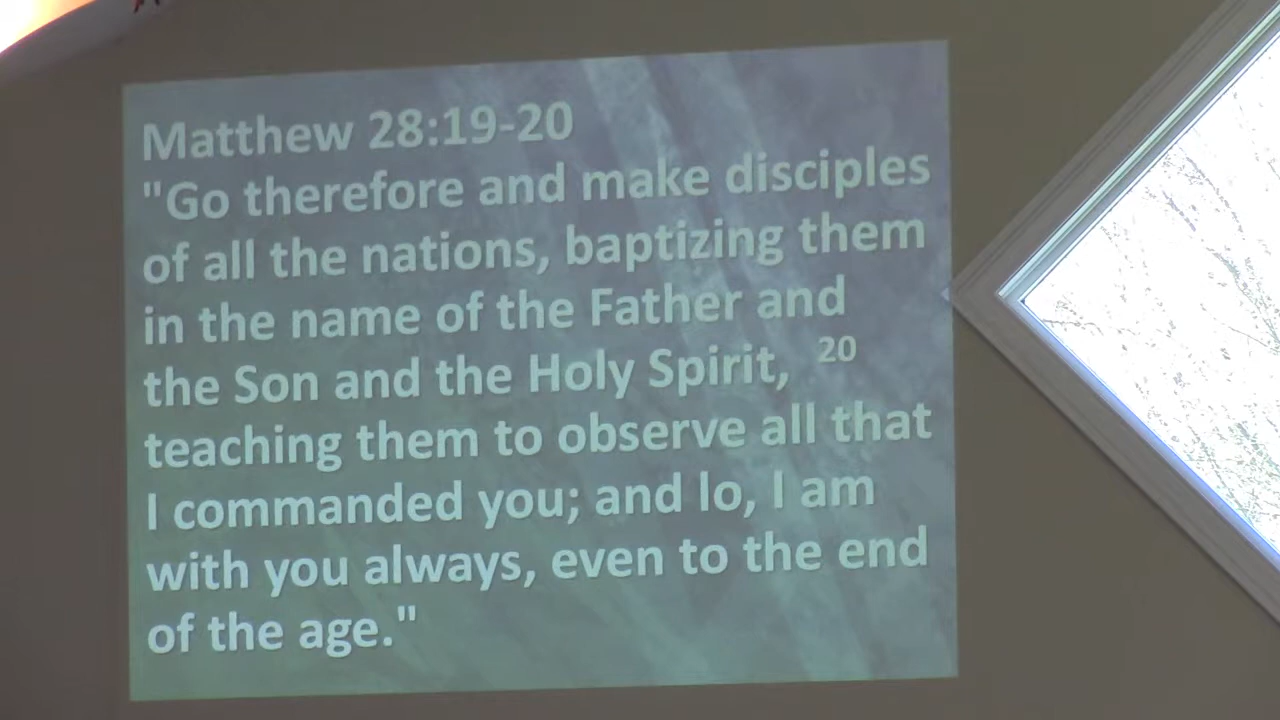 Matthew 28:19-20
"Go therefore and make disciples
of all the nations, baptizing them
in the name of the Father and
the Son and the Holy Spirit, 20
teaching them to observe all that
I commanded you; and lo, I am
with you always, even to the end
of the age."